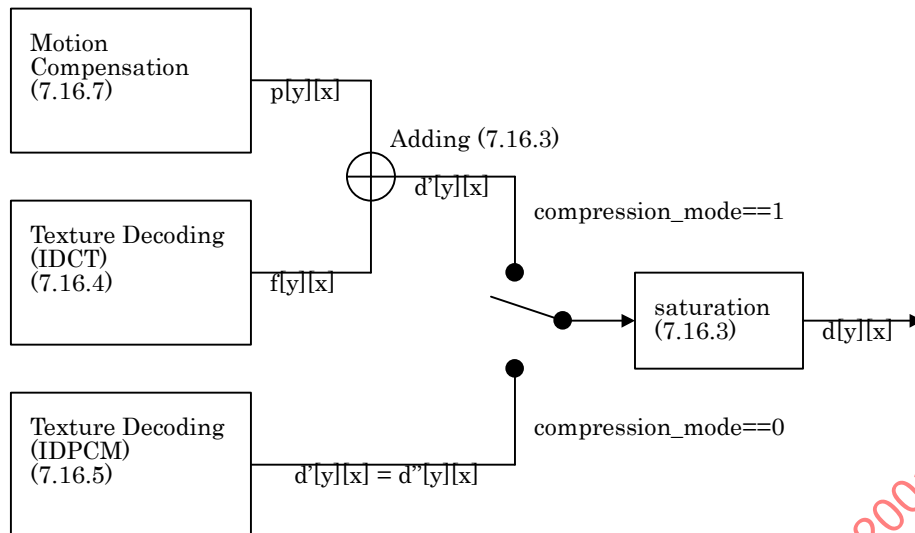 Motion
Compensation
(7.16.7)
p[y][x]
Adding (7.16.3)
d'[y][x]
compression_mode==1
Texture Decoding
(IDCT)
(7.16.4)
f[y][x]
saturation
(7.16.3)
d[y][x]
Texture Decoding
(IDPCM)
(7.16.5)
compression_mode==0
d'[y][x] = d''[y][x]